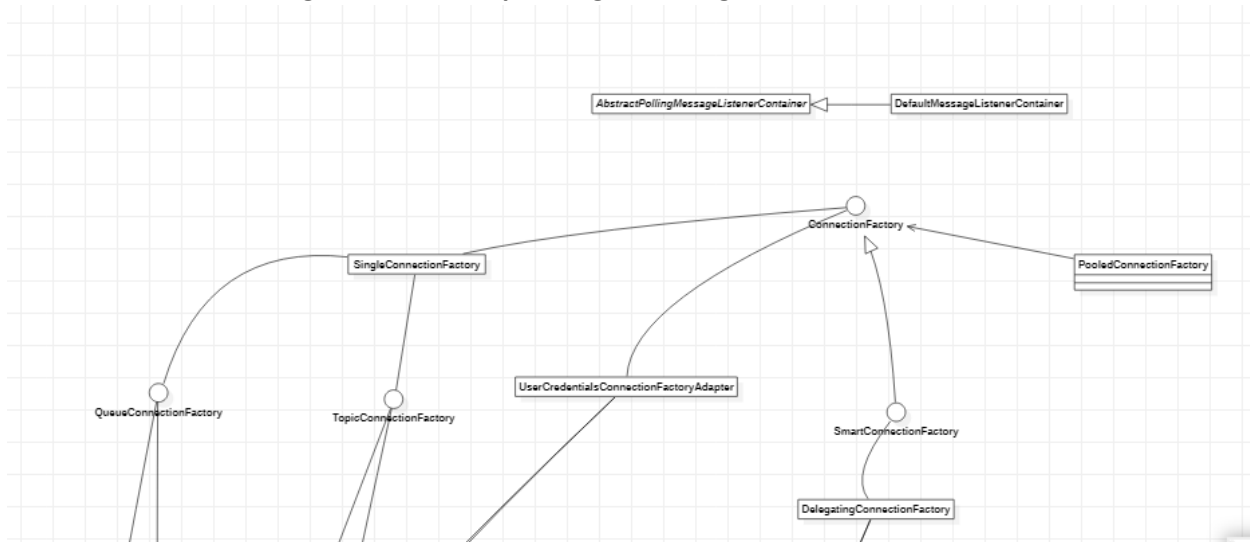 AbstractPollingMessageListenerContainer
DefaultMessageListenerContainer
ConnectionFactory
SingleConnectionFactory
PooledConnectionFactory
UserCredentialsConnectionFactoryAdapter
QueueConnectionFactory
TopicConnectionFactory
SmartConnectionFactory
DelegatingConnectionFactory